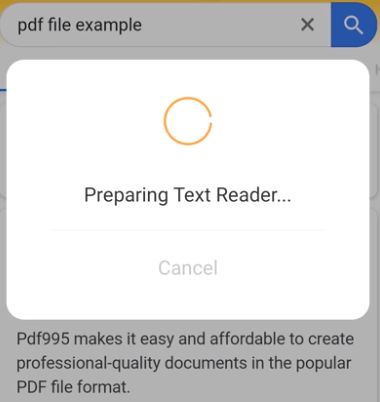 pdf file example
Preparing Text Reader...
Cancel
Pdf995 makes it easy and affordable to create
professional-quality documents in the popular
PDF file format.